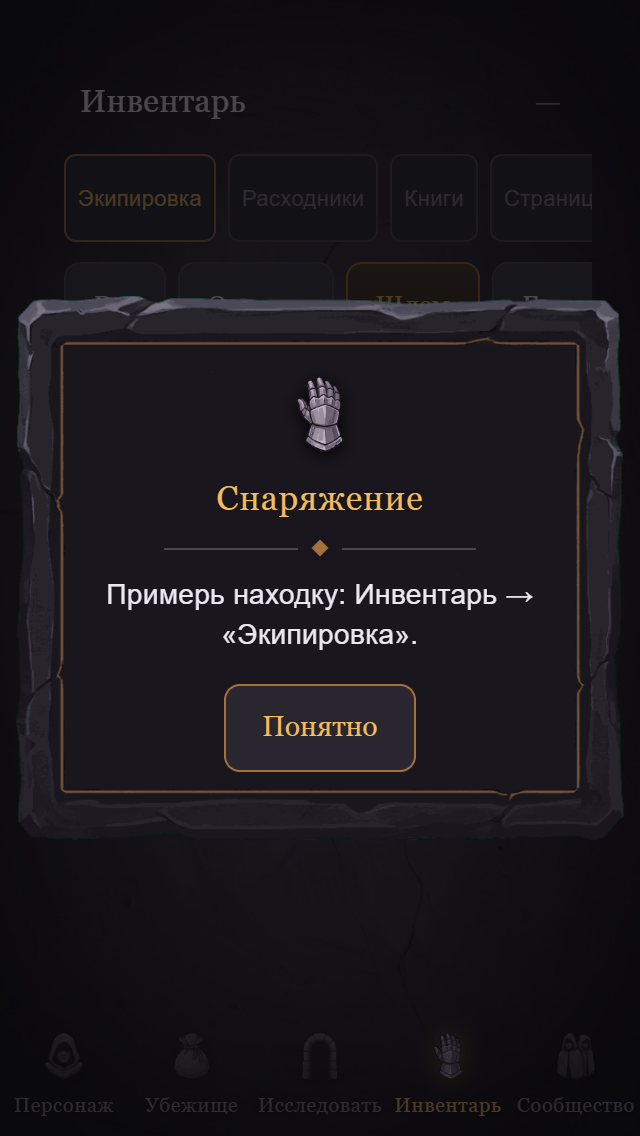 Инвентарь
Экипировка Расходники Книги Страниц
Снаряжение
Примерь находку: Инвентарь →
«Экипировка».
Понятно
Персонаж Убежище Исследовать Инвентарь Сообщество